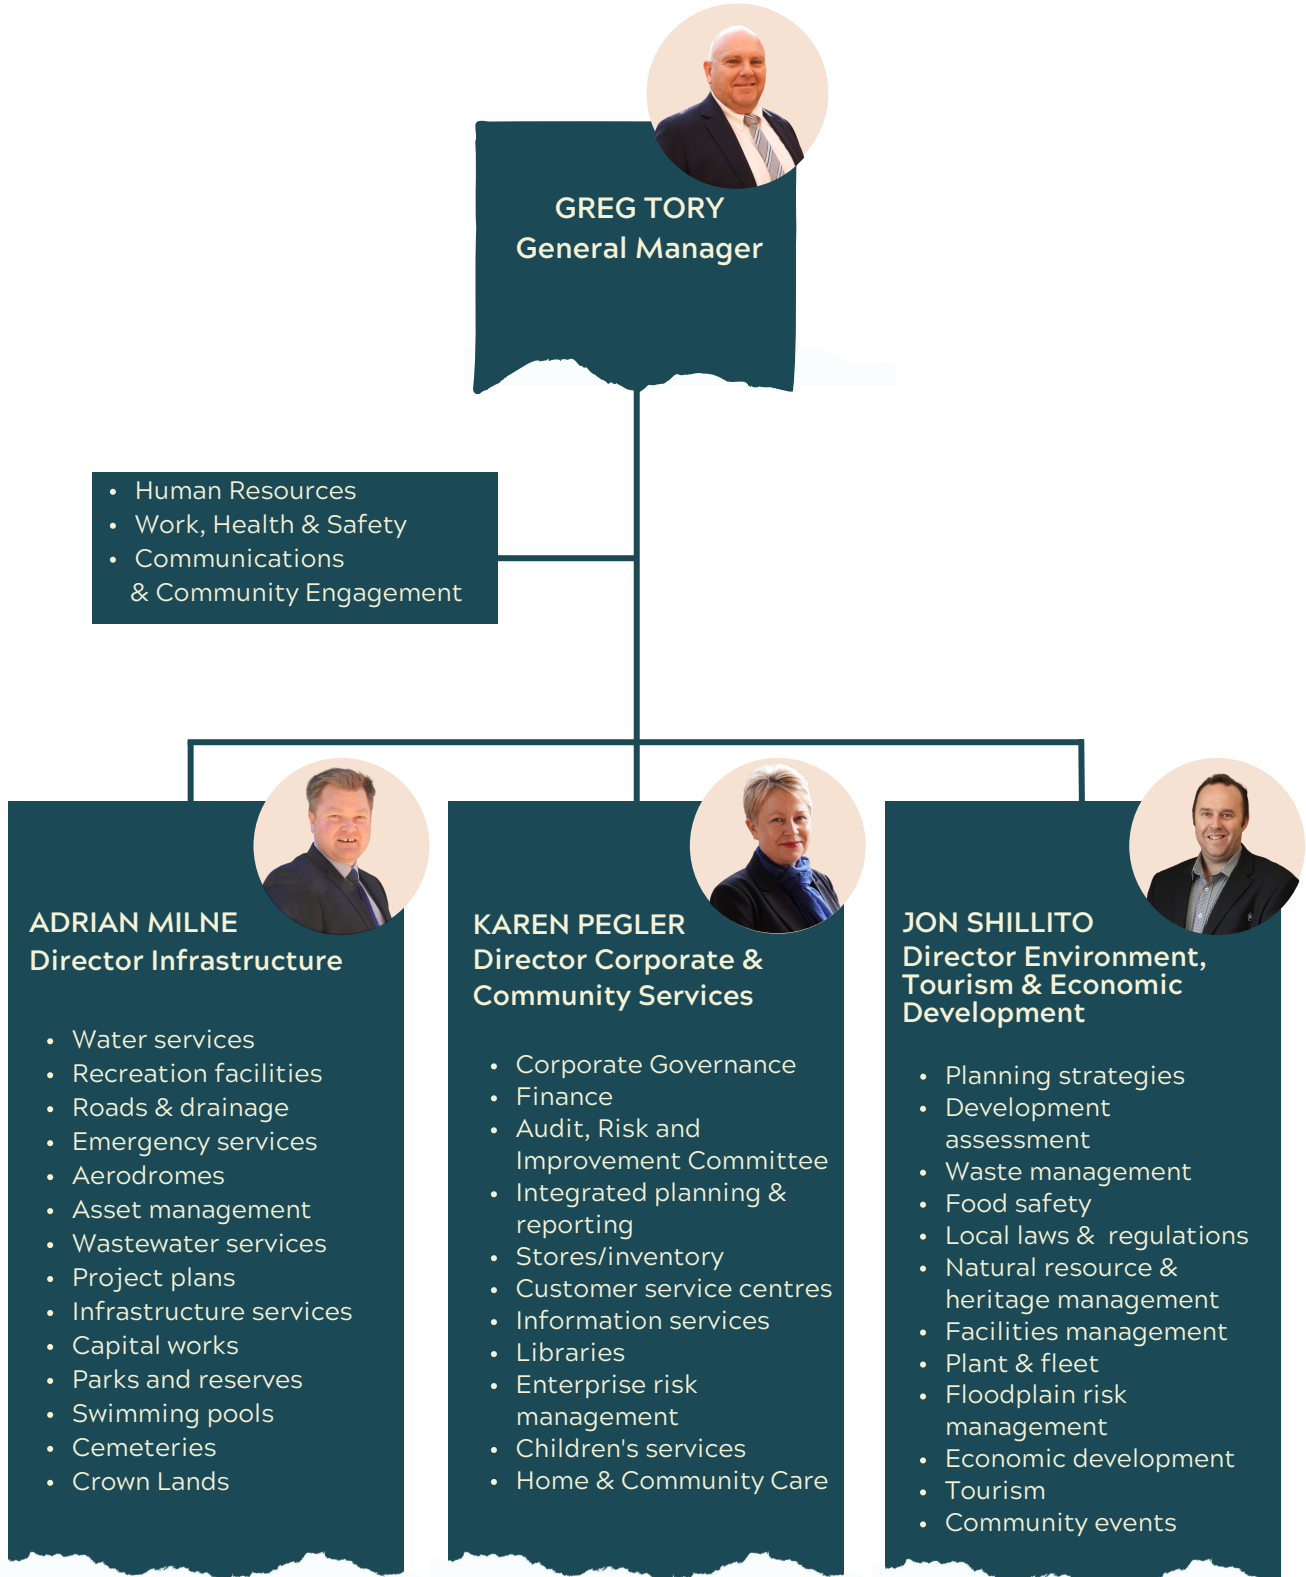 GREG TORY
General Manager
• Human Resources
• Work, Health & Safety
• Communications
& Community Engagement
ADRIAN MILNE
Director Infrastructure
• Water services
• Recreation facilities
• Roads & drainage
• Emergency services
• Aerodromes
• Asset management
• Wastewater services
• Project plans
• Infrastructure services
• Capital works
• Parks and reserves
• Swimming pools
• Cemeteries
• Crown Lands
KAREN PEGLER
Director Corporate &
Community Services
• Corporate Governance
• Finance
• Audit, Risk and
Improvement Committee
• Integrated planning &
reporting
• Stores/inventory
• Customer service centres
• Information services
• Libraries
• Enterprise risk
management
• Children's services
• Home & Community Care
JON SHILLITO
Director Environment,
Tourism & Economic
Development
• Planning strategies
• Development
assessment
• Waste management
• Food safety
• Local laws & regulations
• Natural resource &
heritage management
• Facilities management
• Plant & fleet
• Floodplain risk
management
• Economic development
• Tourism
• Community events